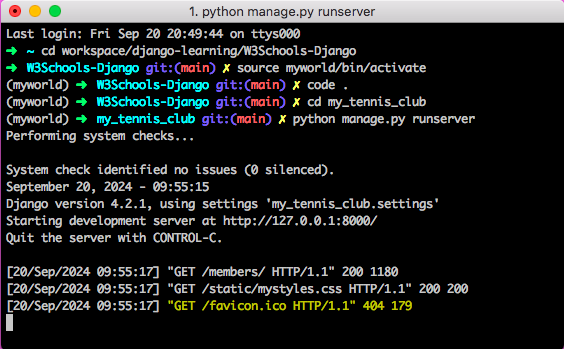 1. python manage.py runserver
Last login: Fri Sep 20 20:49:44 on ttys000
➜ ~ cd workspace/django-learning/W3Schools-Django
➜ W3Schools-Django git:(main) ✗ source myworld/bin/activate
(myworld) ➜ W3Schools-Django git:(main) ✗ code .
(myworld) ➜ W3Schools-Django git:(main) ✗ cd my_tennis_club
(myworld) ➜ my_tennis_club git:(main) ✗ python manage.py runserver
Performing system checks...
System check identified no issues (0 silenced).
September 20, 2024 - 09:55:15
Django version 4.2.1, using settings 'my_tennis_club.settings'
Starting development server at http://127.0.0.1:8000/
Quit the server with CONTROL-C.
[20/Sep/2024 09:55:17] "GET /members/ HTTP/1.1" 200 1180
[20/Sep/2024 09:55:17] "GET /static/mystyles.css HTTP/1.1" 200 200
[20/Sep/2024 09:55:17] "GET /favicon.ico HTTP/1.1" 404 179